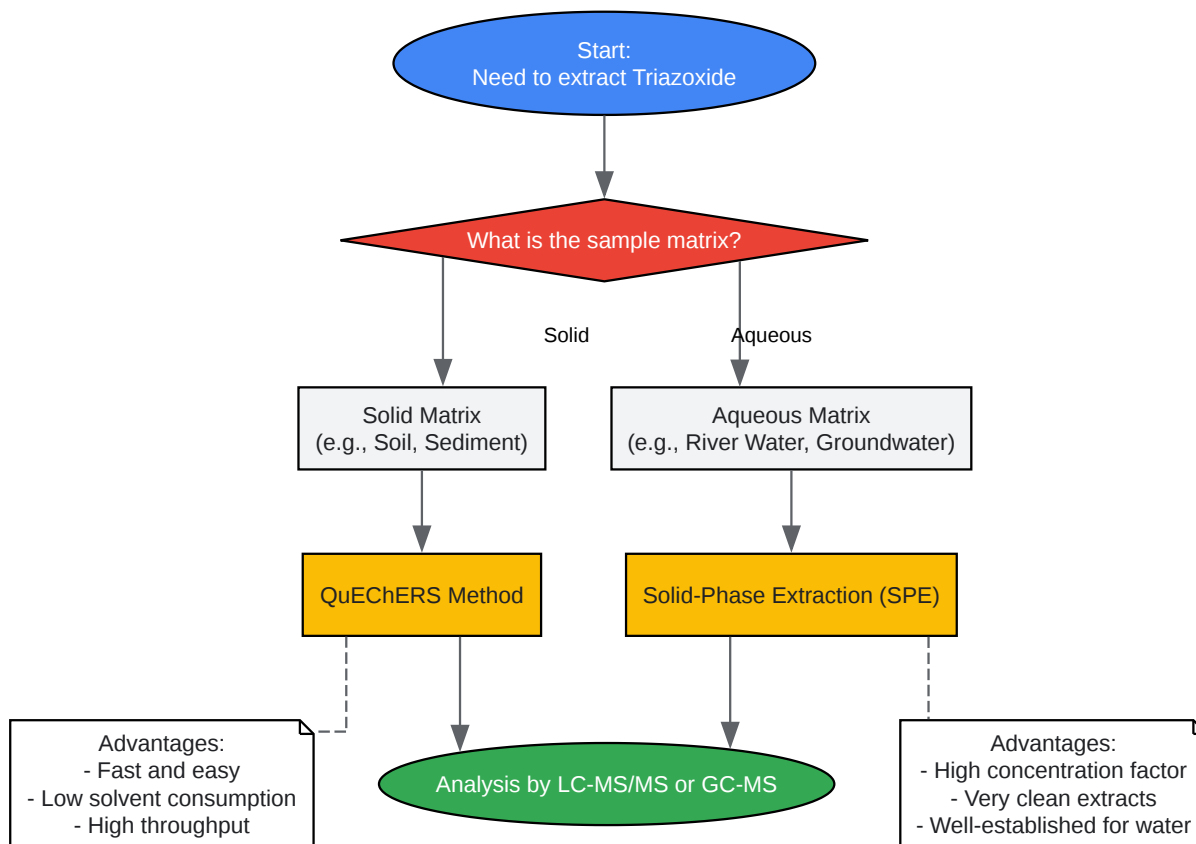 Start:
Need to extract Triazoxide
What is the sample matrix?
Solid
Aqueous
Solid Matrix
(e.g., Soil, Sediment)
Aqueous Matrix
(e.g., River Water, Groundwater)
QuEChERS Method
Solid-Phase Extraction (SPE)
Advantages:
- Fast and easy
- Low solvent consumption
- High throughput
Analysis by LC-MS/MS or GC-MS
Advantages:
- High concentration factor
- Very clean extracts
- Well-established for water